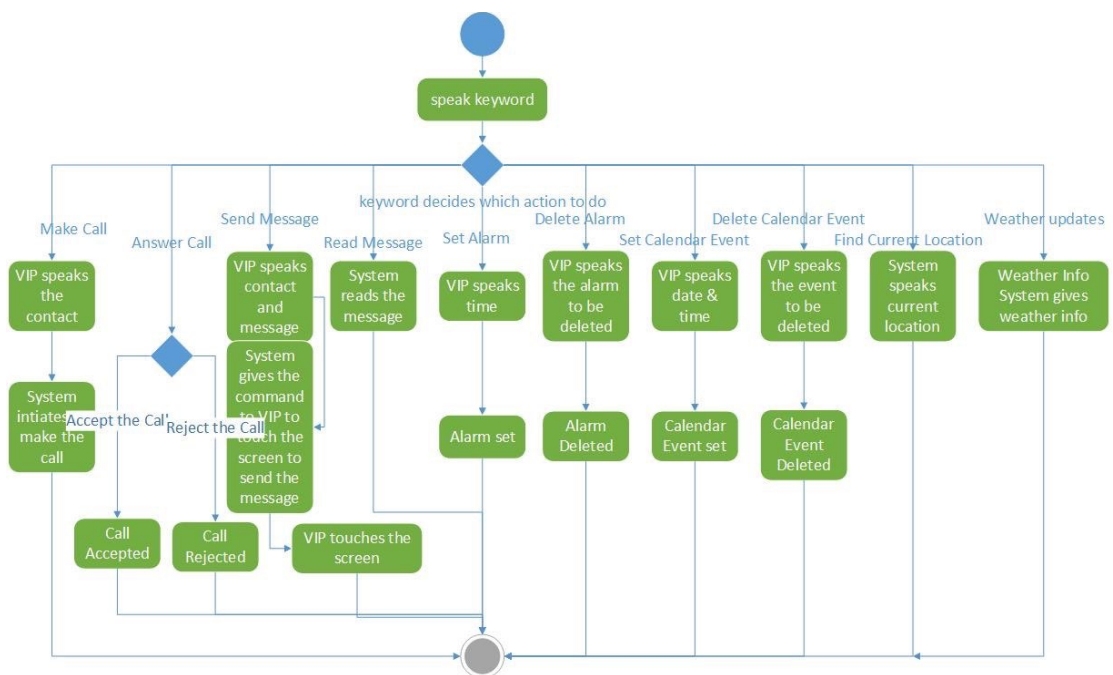 speak keyword
keyword decides which action to do
Make Call
Answer Call
Send Message
Read Message
Set Alarm
Delete Alarm
Set Calendar Event
Delete Calendar Event
Find Current Location
Weather updates
VIP speaks
the
contact
VIP speaks
contact
and
message
System
reads the
message
VIP speaks
time
VIP speaks
the alarm
to be
deleted
VIP speaks
date &
time
VIP speaks
the event
to be
deleted
System
speaks
current
location
Weather Info
System gives
weather info
System
intiates
make the
call
Accept the Cal
Reject the Call
System
gives the
command
to VIP to
touch the
screen to
send the
message
Alarm set
Alarm
Deleted
Calendar
Event set
Calendar
Event
Deleted
Call
Accepted
Call
Rejected
VIP touches the
screen